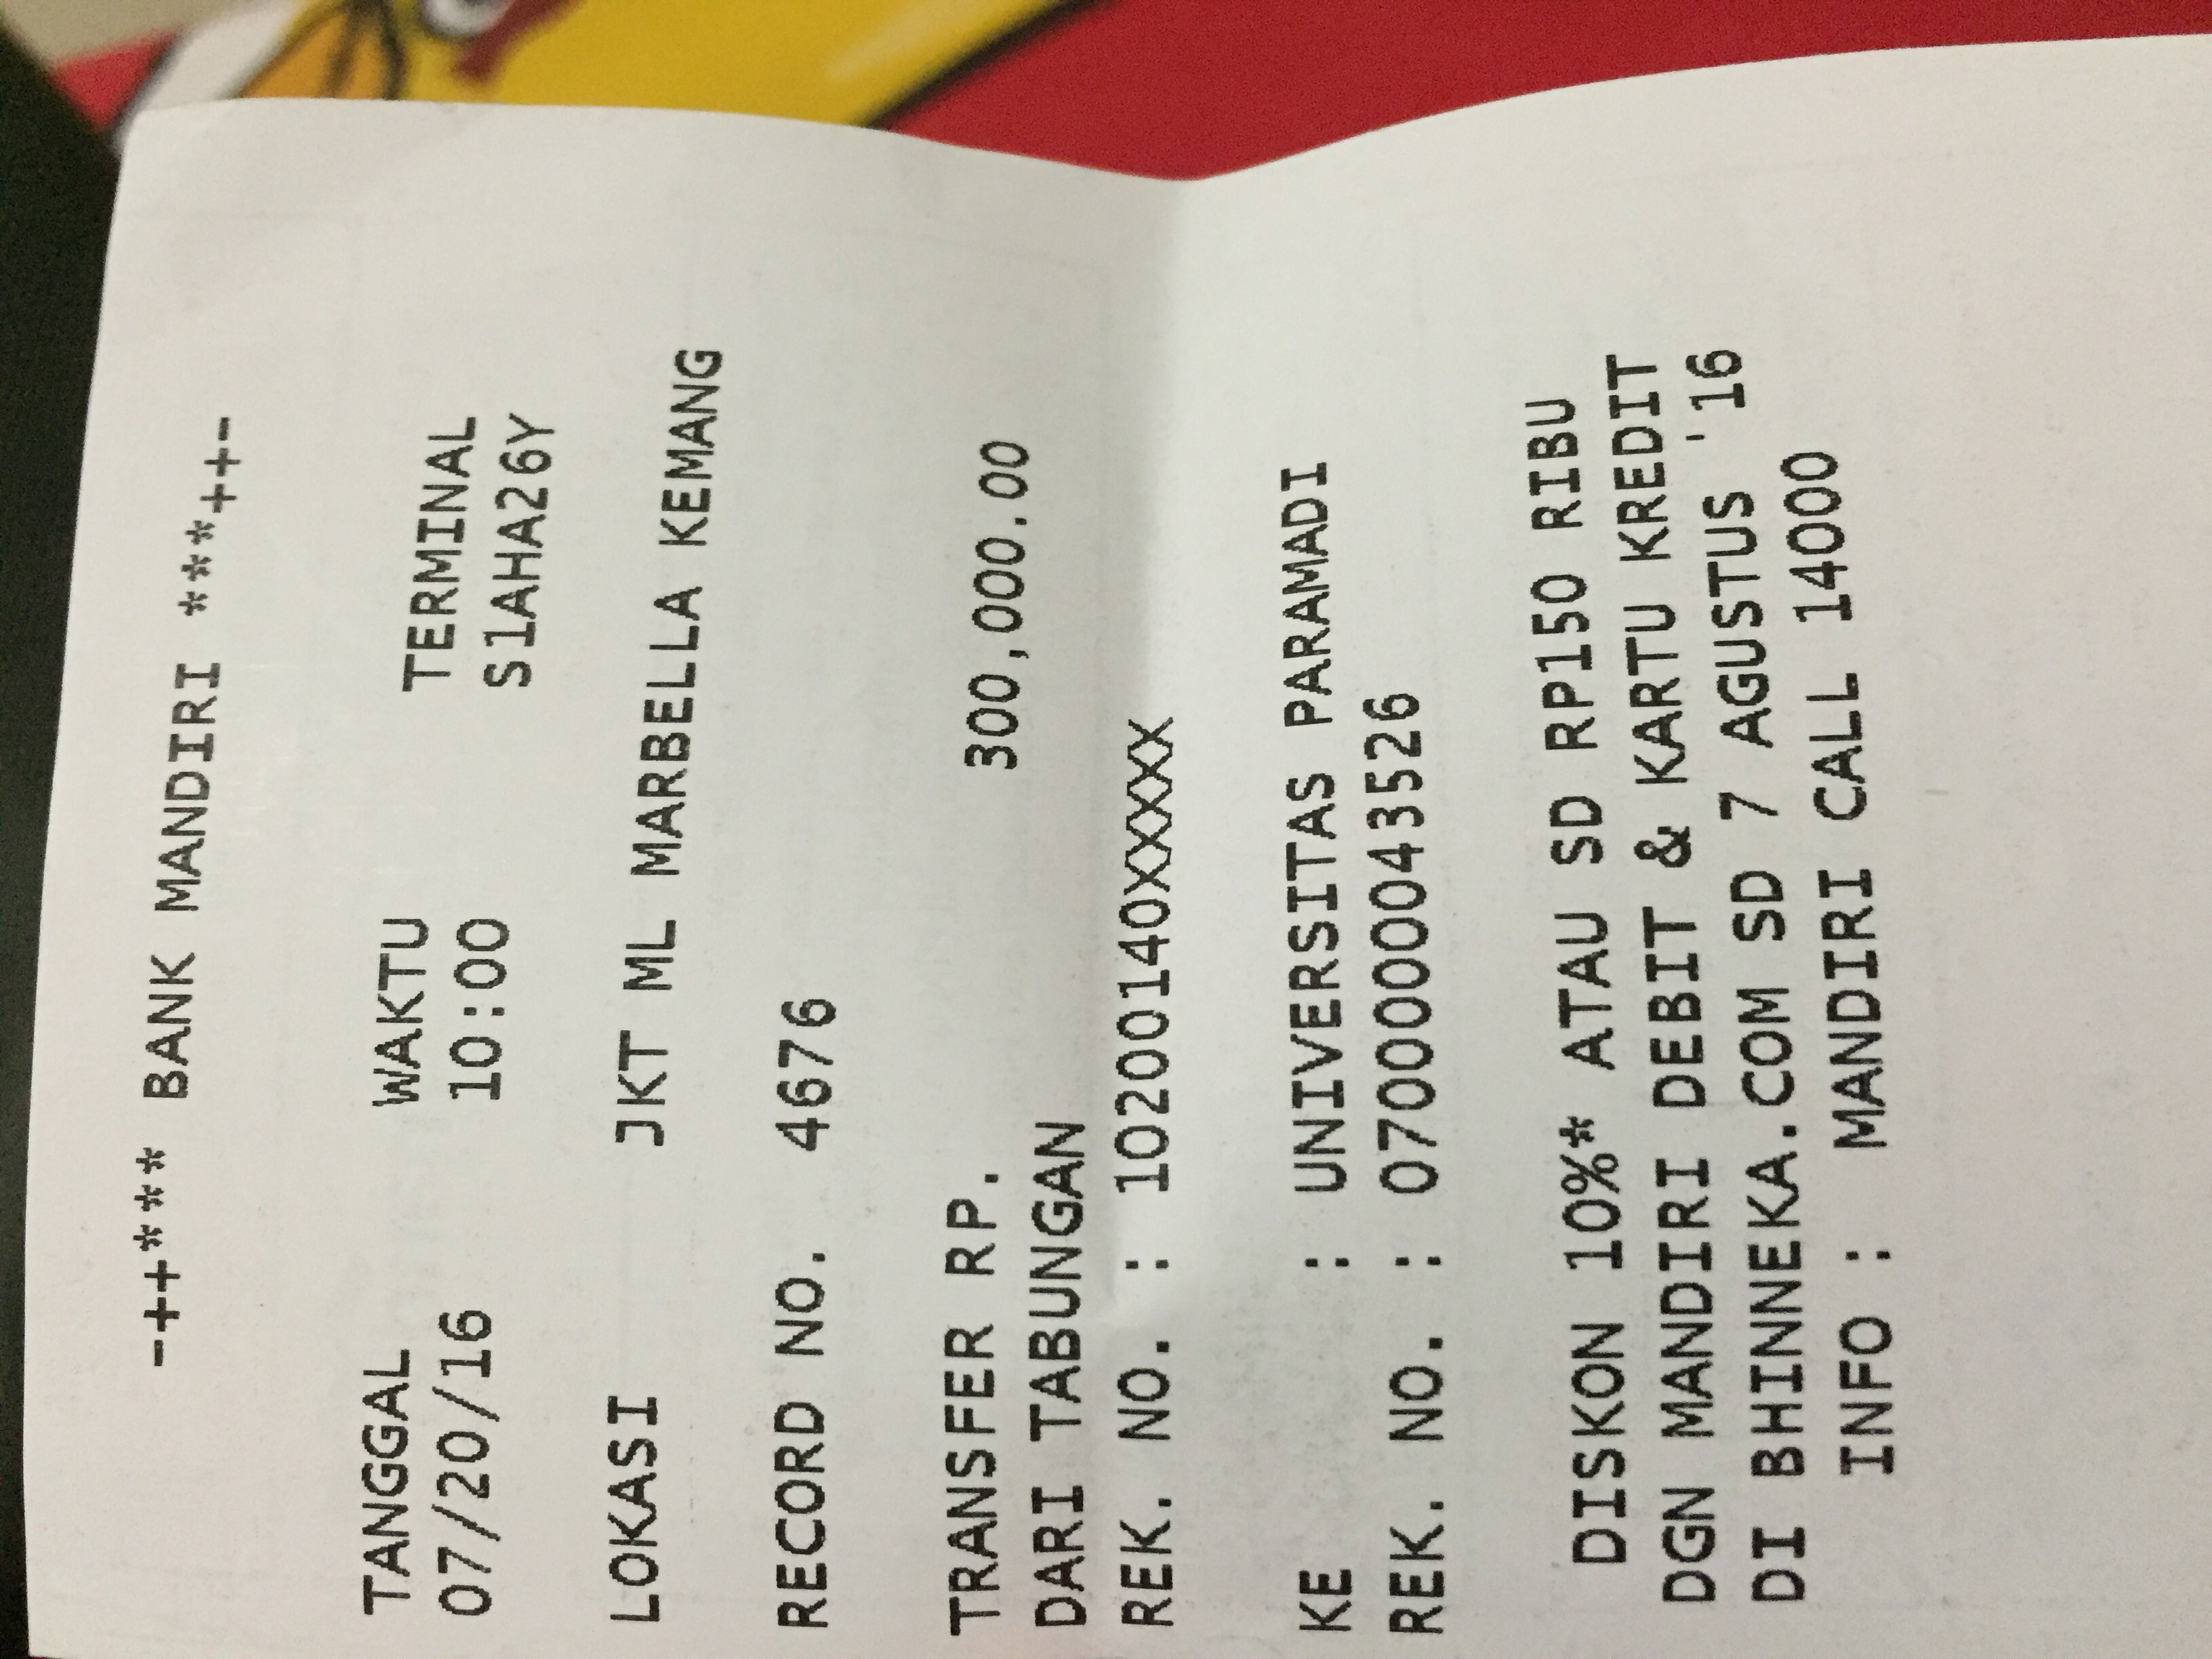 -++*** BANK MANDIRI ***++-
TANGGAL WAKTU TERMINAL
07/20/16 10:00 S1AHA26Y
LOKASI JKT ML MARBELLA KEMANG
RECORD NO. 4676
TRANSFER RP. 300,000.00
DARI TABUNGAN
REK. NO. : 10200140XXXXX
KE : UNIVERSITAS PARAMADI
REK. NO. : 0700000043526
DISKON 10%* ATAU SD RP150 RIBU
DGN MANDIRI DEBIT & KARTU KREDIT
DI BHINNEKA.COM SD 7 AGUSTUS '16
INFO : MANDIRI CALL 14000